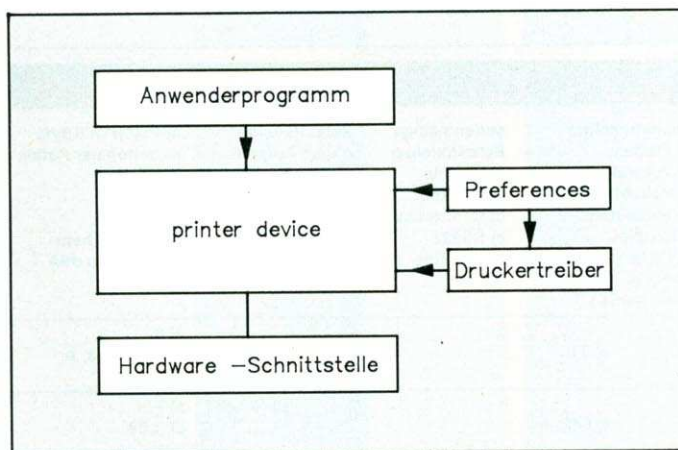 Anwenderprogramm
printer device
Preferences
Druckertreiber
Hardware -Schnittstelle